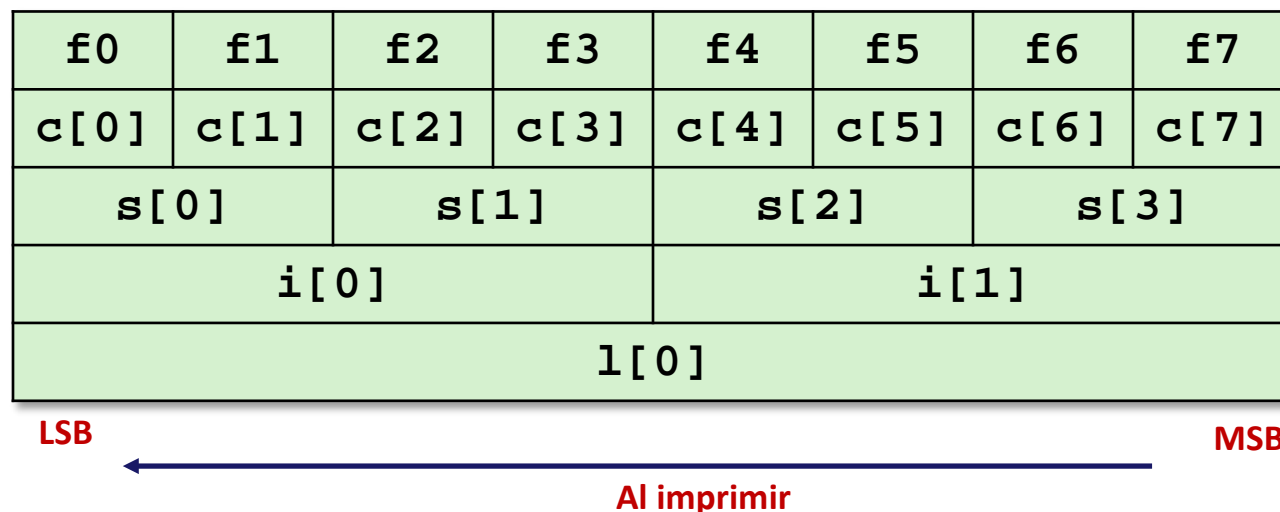 f0 f1 f2 f3 f4 f5 f6 f7
c[0] c[1] c[2] c[3] c[4] c[5] c[6] c[7]
s[0] s[1] s[2] s[3]
i[0] i[1]
l[0]
LSB MSB
Al imprimir